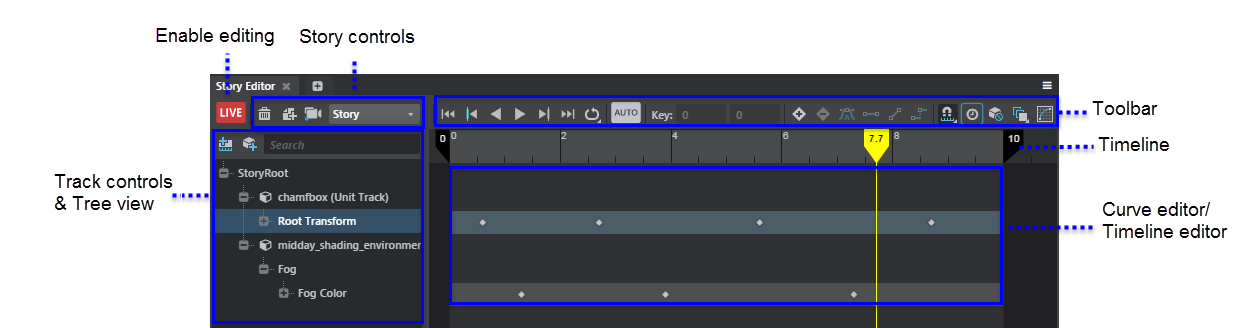 Enable editing
Story controls
Story Editor
LIVE
Story
AUTO
Key:
0
0
Toolbar
Search
0
0
2
4
6
7.7
8
10
Timeline
StoryRoot
chamfbox (Unit Track)
Track controls
& Tree view
Root Transform
Curve editor/
Timeline editor
midday_shading_environmer
Fog
Fog Color